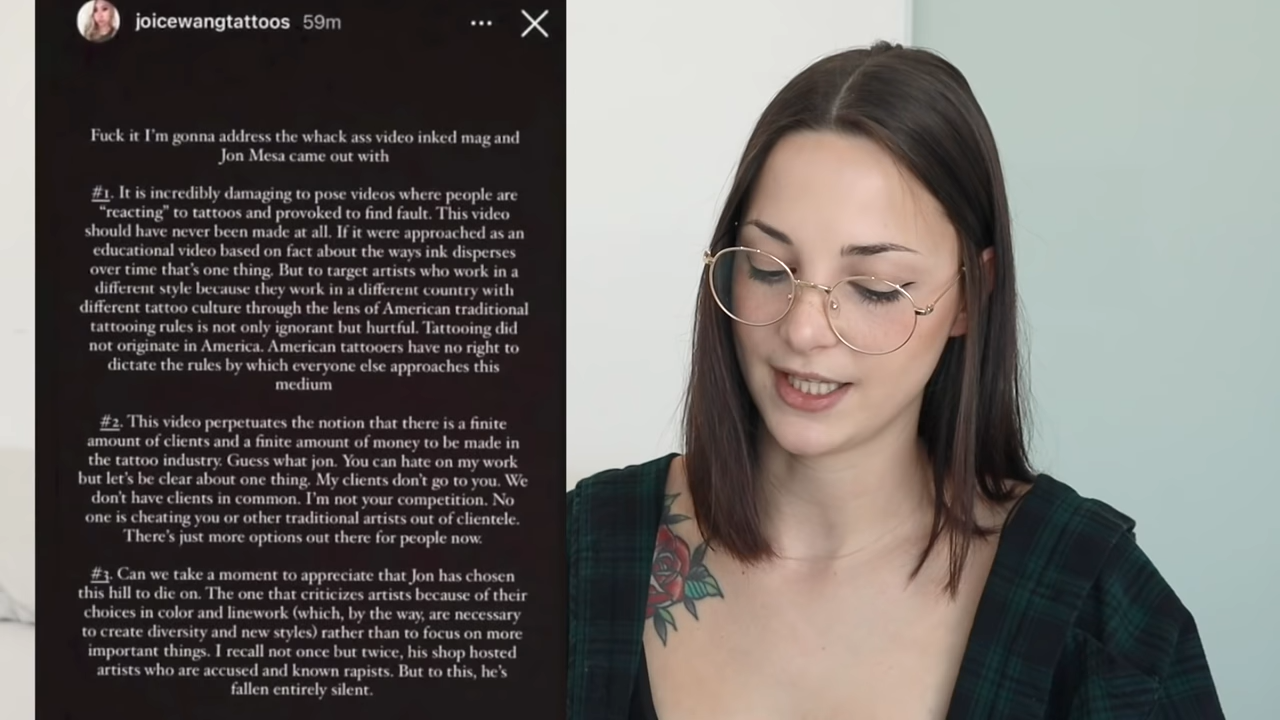 joicewangtattoos 59m
Fuck it I'm gonna address the whack ass video inked mag and
Jon Mesa came out with
#1. It is incredibly damaging to pose videos where people are
“reacting” to tattoos and provoked to find fault. This video
should have never been made at all. If it were approached as an
educational video based on fact about the ways ink disperses
over time that's one thing. But to target artists who work in a
different style because they work in a different country with
different tattoo culture through the lens of American traditional
tattooing rules is not only ignorant but hurtful. Tattooing did
not originate in America. American tattooers have no right to
dictate the rules by which everyone else approaches this
medium
#2. This video perpetuates the notion that there is a finite
amount of clients and a finite amount of money to be made in
the tattoo industry. Guess what jon. You can hate on my work
but let's be clear about one thing. My clients don't go to you. We
don't have clients in common. I'm not your competition. No
one is cheating you or other traditional artists out of clientele.
There's just more options out there for people now.
#3. Can we take a moment to appreciate that Jon has chosen
this hill to die on. The one that criticizes artists because of their
choices in color and linework (which, by the way, are necessary
to create diversity and new styles) rather than to focus on more
important things. I recall not once but twice, his shop hosted
artists who are accused and known rapists. But to this, he's
fallen entirely silent.